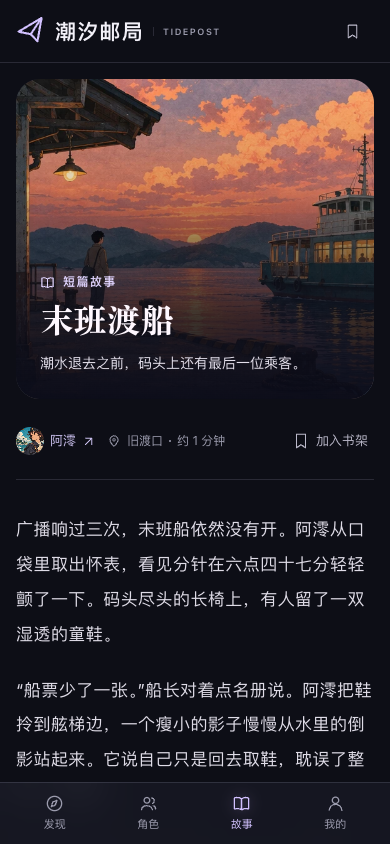 潮汐邮局
TIDEPOST
短篇故事
末班渡船
潮水退去之前，码头上还有最后一位乘客。
阿澪 ↗ 旧渡口 · 约 1 分钟 加入书架
广播响过三次，末班船依然没有开。阿澪从口
袋里取出怀表，看见分针在六点四十七分轻轻
颤了一下。码头尽头的长椅上，有人留了一双
湿透的童鞋。
“船票少了一张。”船长对着点名册说。阿澪把鞋
拎到舷梯边，一个瘦小的影子慢慢从水里的倒
影站起来。它说自己只是回去取鞋，耽误了整
发现 角色 故事 我的